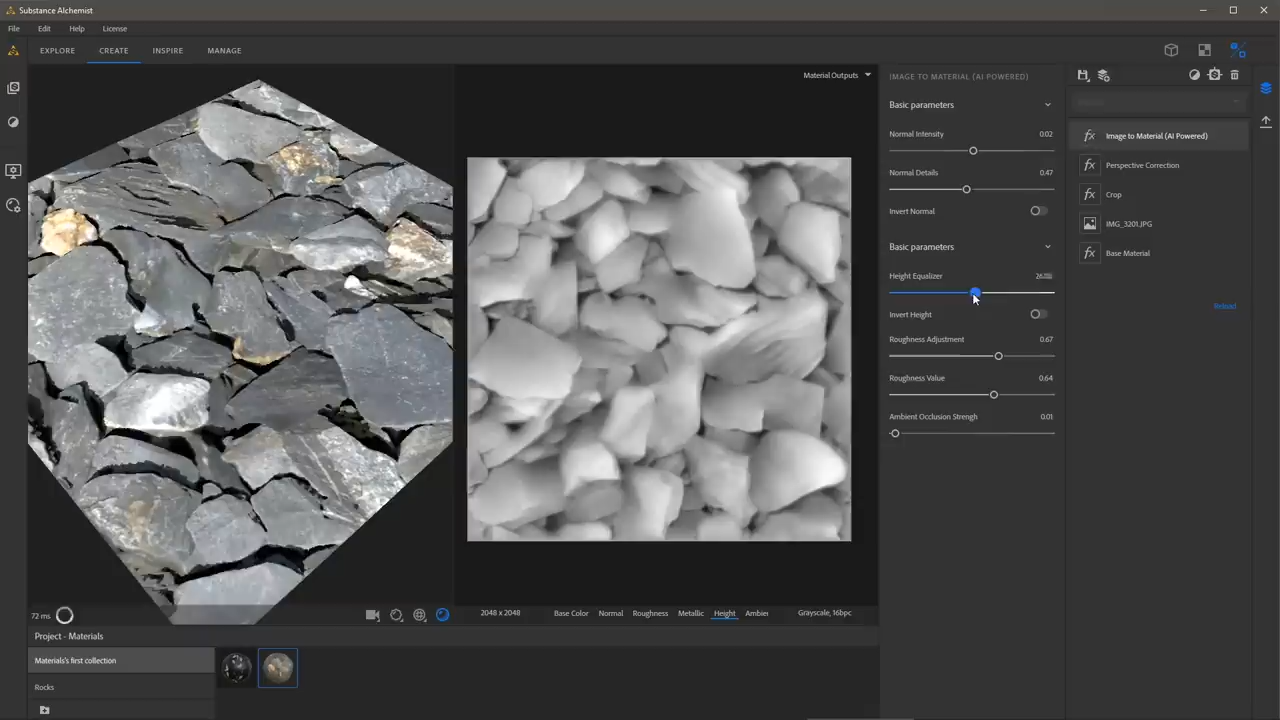 Substance Alchemist
File Edit Help License
EXPLORE CREATE INSPIRE MANAGE
Material Outputs
72 ms
2048 x 2048 Base Color Normal Roughness Metallic Height Ambien Grayscale, 16bpc
Project - Materials
Materials's first collection
Rocks
IMAGE TO MATERIAL (AI POWERED)
Basic parameters
Normal Intensity 0.02
Normal Details 0.47
Invert Normal
Basic parameters
Height Equalizer
Invert Height
Roughness Adjustment 0.67
Roughness Value 0.64
Ambient Occlusion Strengh 0.01
Image to Material (AI Powered)
Perspective Correction
Crop
IMG_3201.JPG
Base Material
Reload